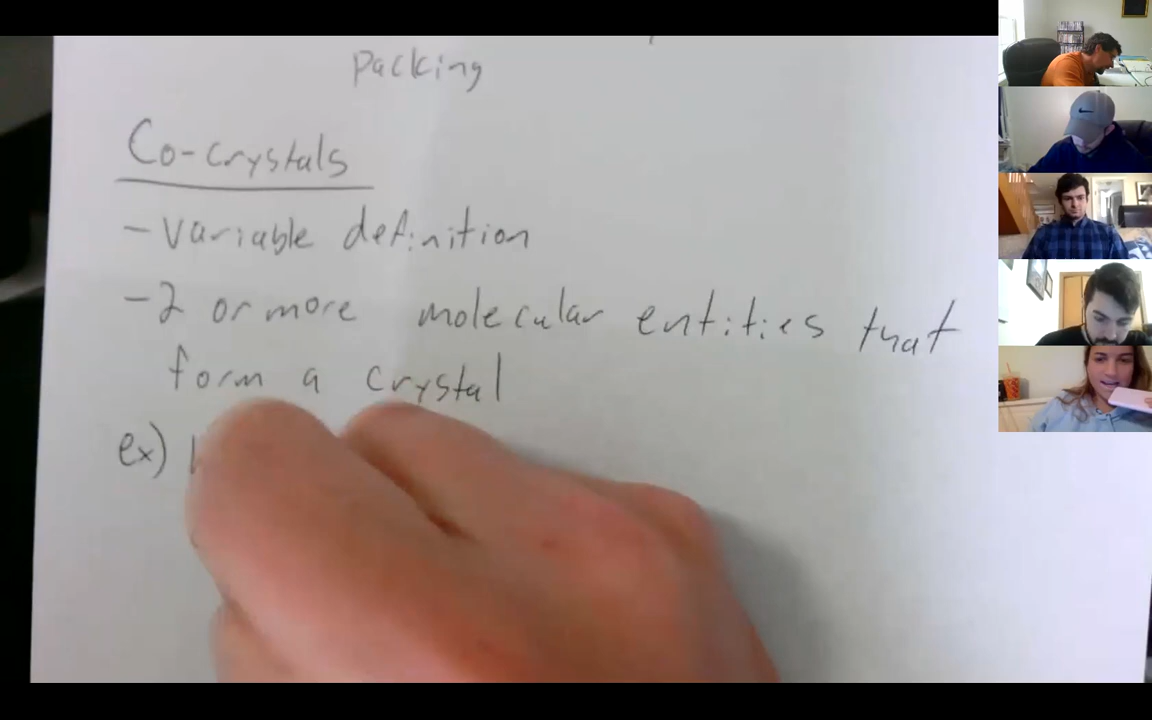 packing
Co-crystals
- variable definition
- 2 or more molecular entities that
form a crystal
ex)